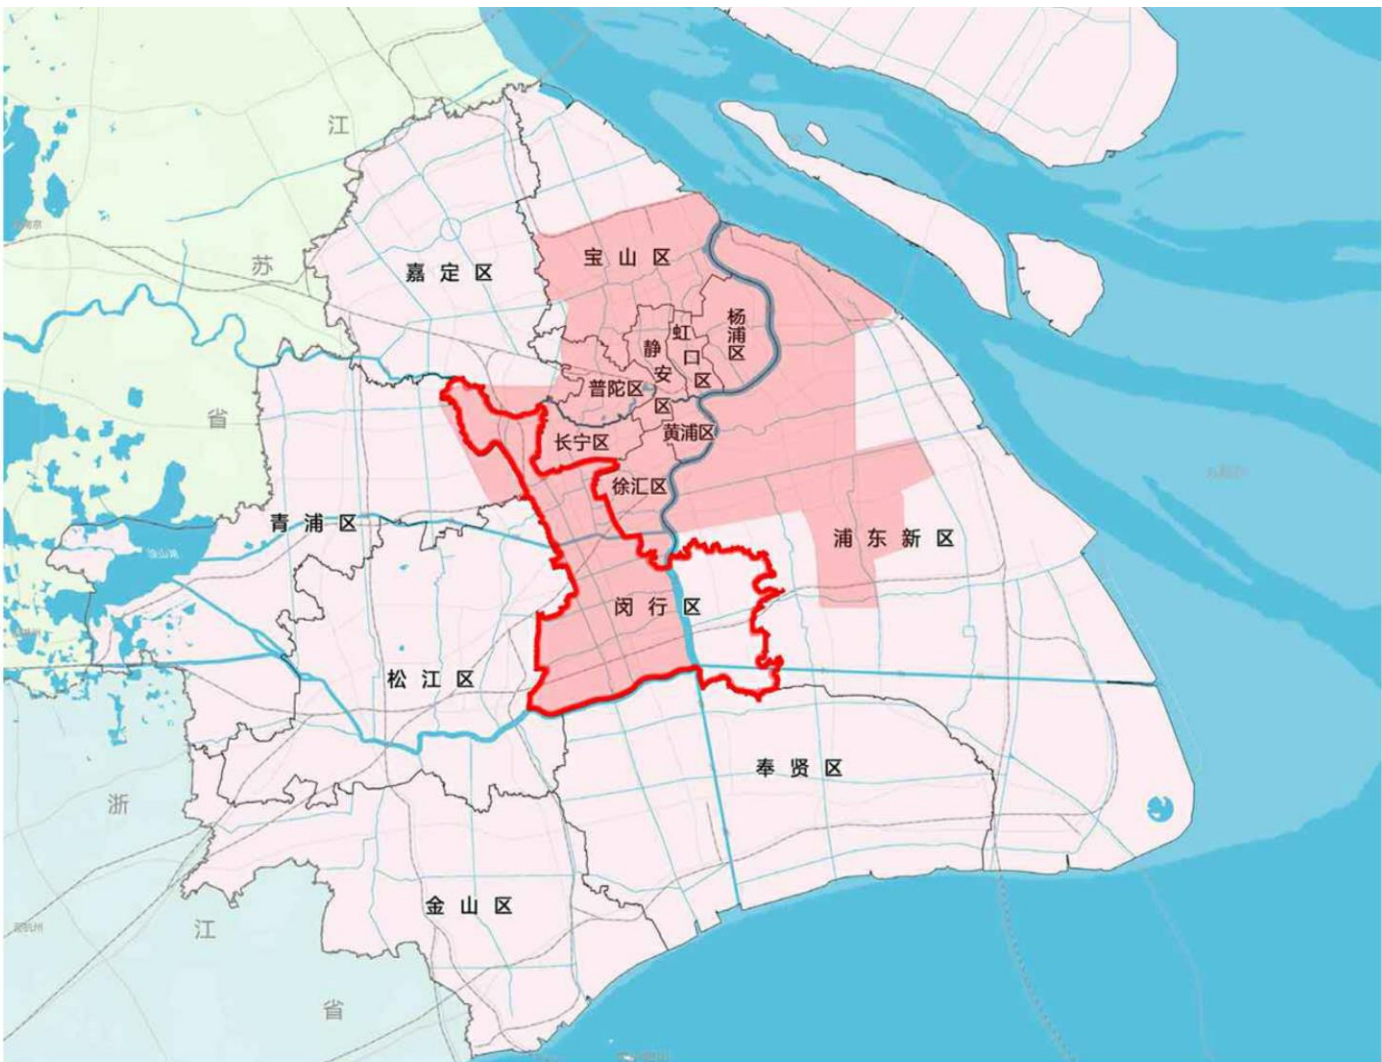 江
苏
省
宝山区
嘉定区
杨浦区
虹口区
静安区
普陀区
黄浦区
长宁区
徐汇区
青浦区
浦东新区
闵行区
松江区
奉贤区
金山区
浙
江
省